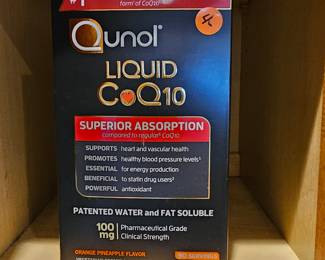 #1
form† of CoQ10
Qunol®
LIQUID
CoQ10
SUPERIOR ABSORPTION
compared to regular§ CoQ10
SUPPORTS heart and vascular health
PROMOTES healthy blood pressure levels
ESSENTIAL for energy production
BENEFICIAL to statin drug users
POWERFUL antioxidant
PATENTED WATER and FAT SOLUBLE
100 mg
Pharmaceutical Grade
Clinical Strength
ORANGE PINEAPPLE FLAVOR
SERVINGS